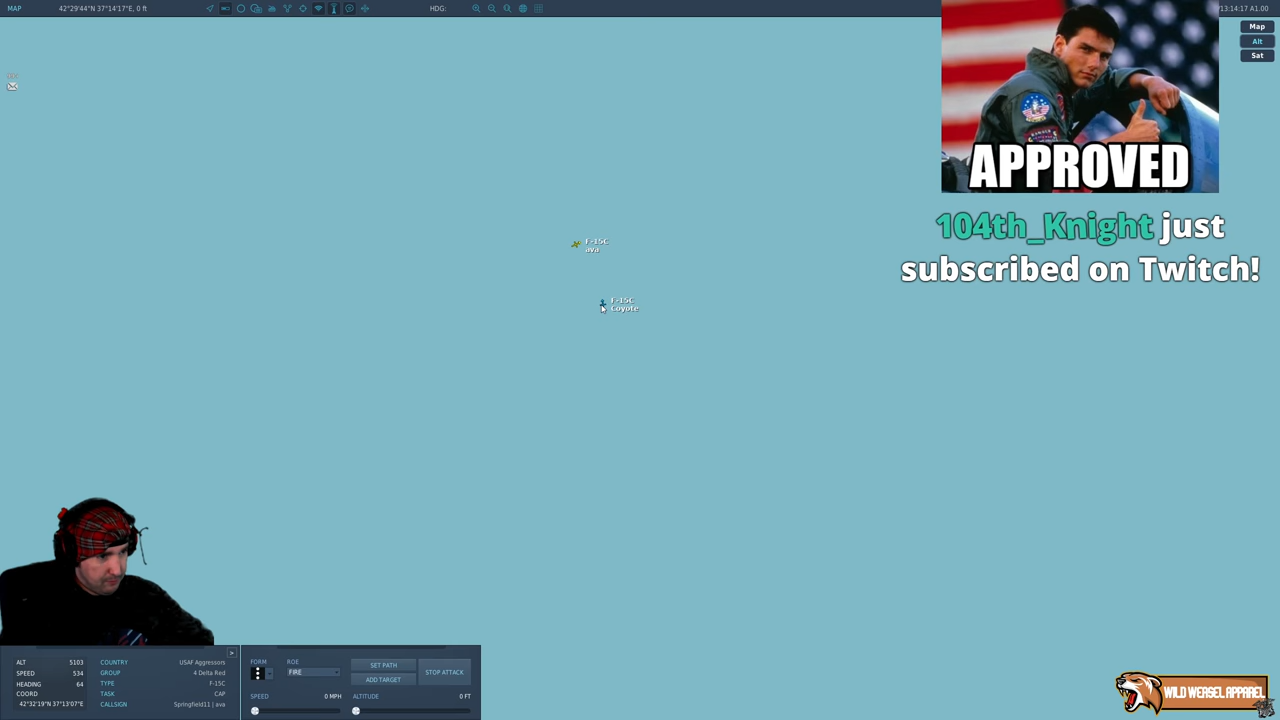 MAP
42°29'44"N 37°14'17"E, 0 ft
HDG:
13:14:17 A1.00
Map
Alt
Sat
APPROVED
104th_Knight just
subscribed on Twitch!
F-15C
ava
F-15C
Coyote
ALT 5103
SPEED 534
HEADING 64
COORD
42°32'19"N 37°13'07"E
COUNTRY USAF Aggressors
GROUP 4 Delta Red
TYPE F-15C
TASK CAP
CALLSIGN Springfield11 | ava
>
FORM
ROE
FIRE
SET PATH
ADD TARGET
STOP ATTACK
SPEED 0 MPH
ALTITUDE 0 FT
WILD WEASEL APPAREL